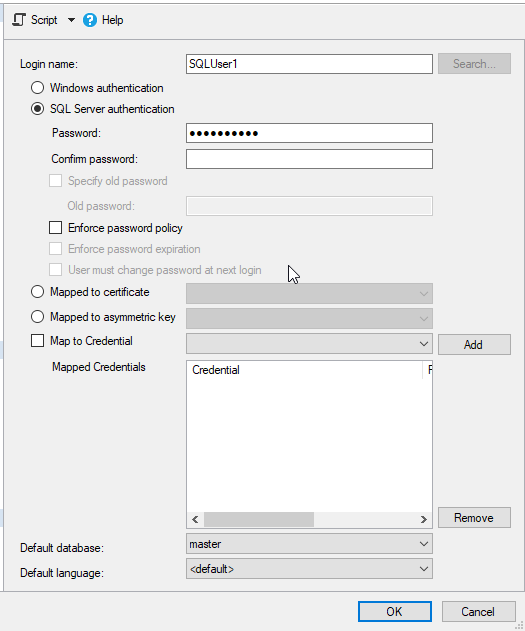 Script Help
Login name: SQLUser1 Search...
Windows authentication
SQL Server authentication
Password: ●●●●●●●●●●
Confirm password:
Specify old password
Old password:
Enforce password policy
Enforce password expiration
User must change password at next login
Mapped to certificate
Mapped to asymmetric key
Map to Credential Add
Mapped Credentials Credential
Remove
Default database: master
Default language: <default>
OK Cancel